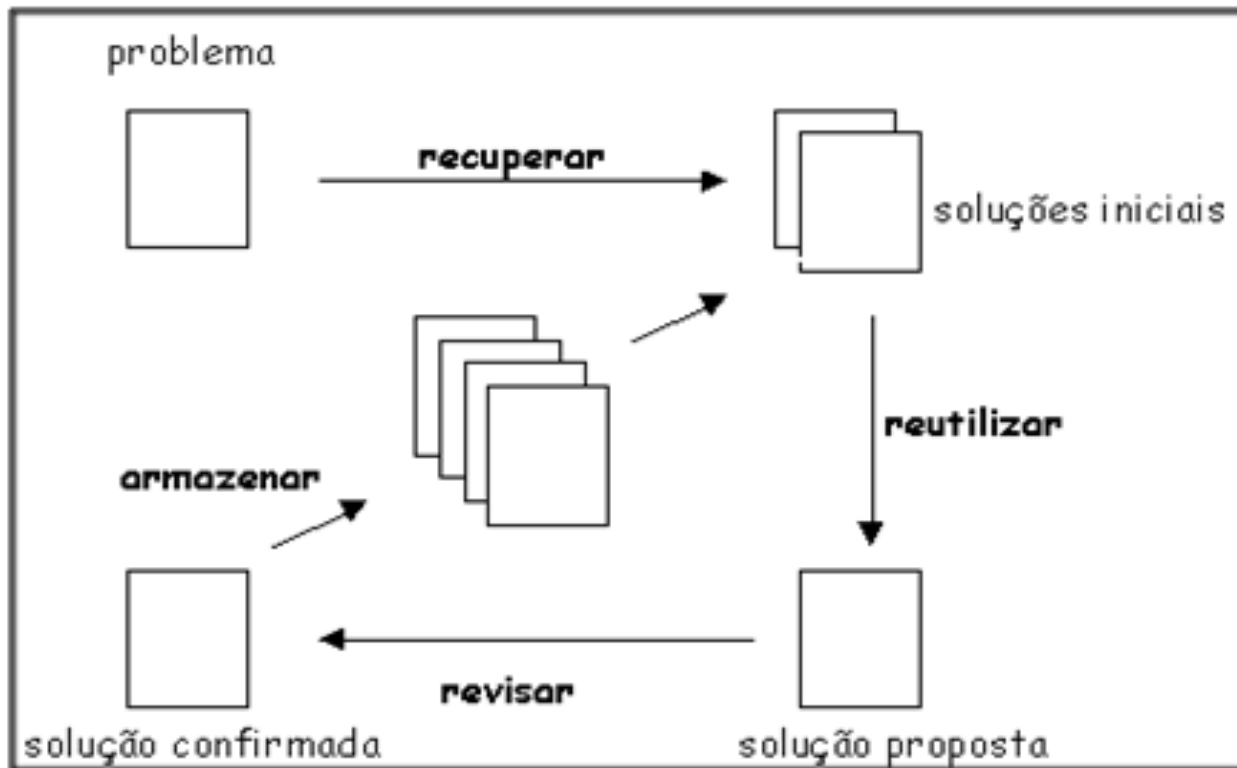 problema
recuperar
soluções iniciais
reutilizar
armazenar
revisar
solução confirmada
solução proposta